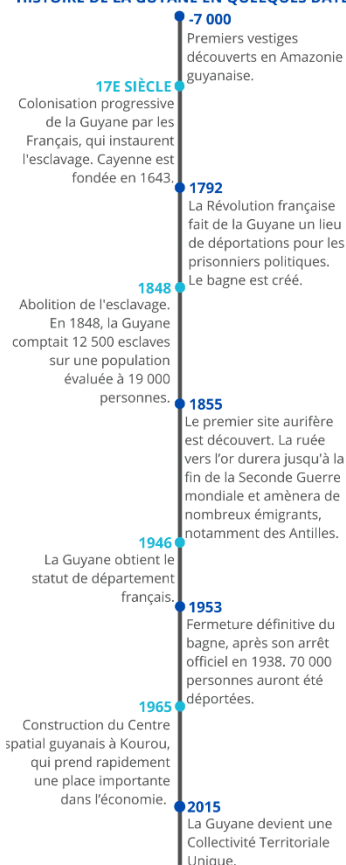 HISTOIRE DE LA GUYANE EN QUELQUES DATE
-7 000
Premiers vestiges
découverts en Amazonie
guyanaise.
17E SIÈCLE
Colonisation progressive
de la Guyane par les
Français, qui instaurent
l'esclavage. Cayenne est
fondée en 1643.
1792
La Révolution française
fait de la Guyane un lieu
de déportations pour les
prisonniers politiques.
Le bagne est créé.
1848
Abolition de l'esclavage.
En 1848, la Guyane
comptait 12 500 esclaves
sur une population
évaluée à 19 000
personnes.
1855
Le premier site aurifère
est découvert. La ruée
vers l'or durera jusqu'à la
fin de la Seconde Guerre
mondiale et amènera de
nombreux émigrants,
notamment des Antilles.
1946
La Guyane obtient le
statut de département
français.
1953
Fermeture définitive du
bagne, après son arrêt
officiel en 1938. 70 000
personnes auront été
déportées.
1965
Construction du Centre
spatial guyanais à Kourou,
qui prend rapidement
une place importante
dans l'économie.
2015
La Guyane devient une
Collectivité Territoriale
Unique.